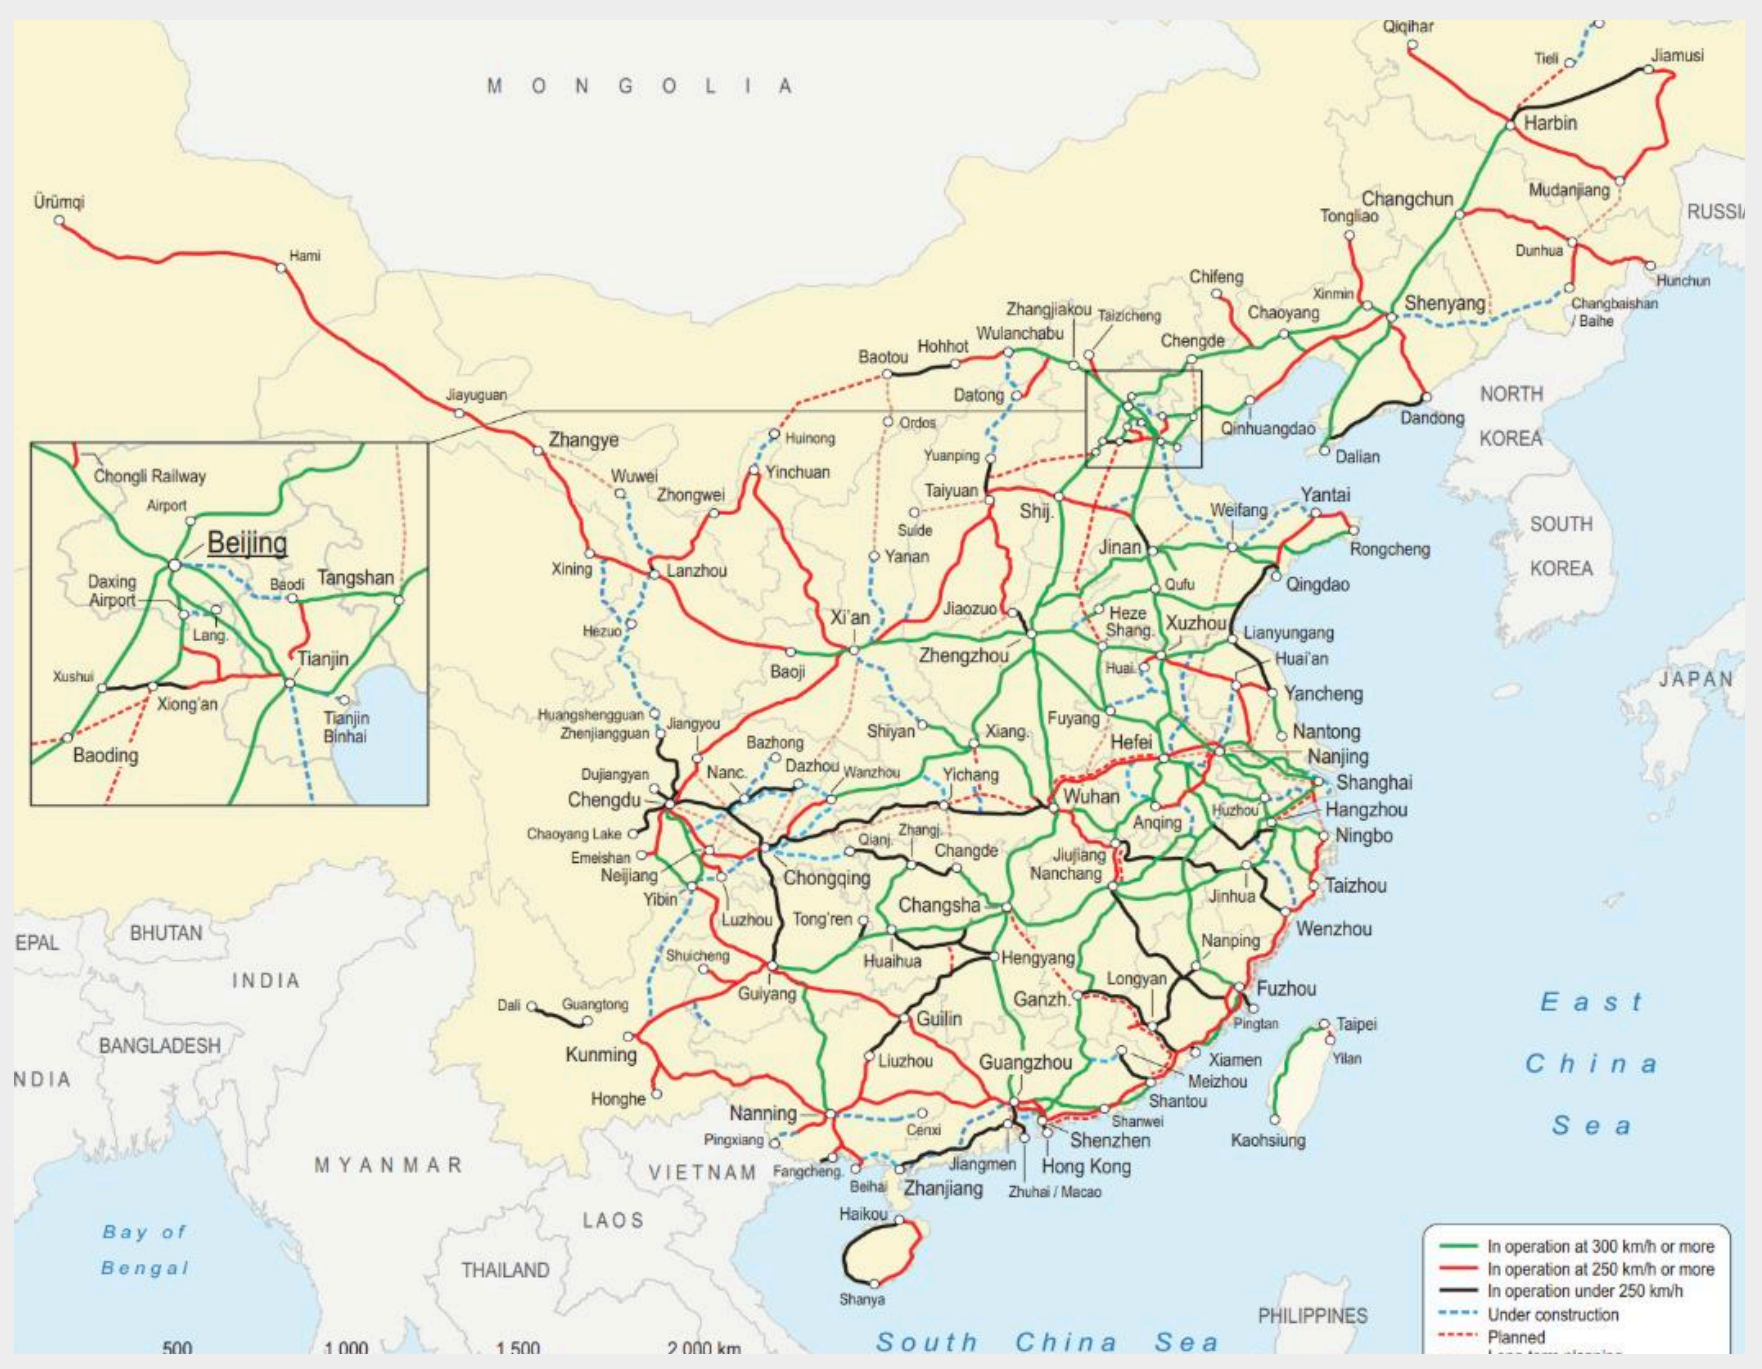 MONGOLIA
Qiqihar
Tieli
Jiamusi
Harbin
Mudanjiang
Changchun
Tongliao
RUSSIA
Dunhua
Hunchun
Changbaishan
/ Baihe
Ürümqi
Hami
Chifeng
Xinmin
Shenyang
Zhangjiakou
Taizicheng
Chaoyang
Wulanchabu
Chengde
Hohhot
Baotou
Datong
Jiayuguan
Ordos
Qinhuangdao
Dandong
NORTH
KOREA
Zhangye
Huinong
Dalian
Yuanping
Wuwei
Yinchuan
Zhongwei
Taiyuan
Shij.
Weifang
Yantai
Suide
SOUTH
KOREA
Rongcheng
Jinan
Yanan
Xining
Lanzhou
Qufu
Qingdao
Chongli Railway
Airport
Beijing
Daxing
Airport
Baodi
Tangshan
Lang.
Tianjin
Xushui
Xiong'an
Tianjin
Binhai
Baoding
Jiaozuo
Heze
Shang.
Xi'an
Xuzhou
Hezuo
Lianyungang
Zhengzhou
Huai.
Huai'an
Baoji
JAPAN
Yancheng
Huangshengguan
Zhenjiangguan
Jiangyou
Fuyang
Shiyan
Xiang.
Nantong
Bazhong
Hefei
Nanjing
Dujiangyan
Nanc.
Dazhou
Wanzhou
Yichang
Shanghai
Chengdu
Wuhan
Huzhou
Hangzhou
Anqing
Chaoyang Lake
Qianj.
Zhangj.
Ningbo
Emeishan
Changde
Jiujiang
Neijiang
Chongqing
Nanchang
Yibin
Taizhou
Jinhua
Luzhou
Tong'ren
Changsha
Wenzhou
EPAL
BHUTAN
Shuicheng
Huaihua
Hengyang
Nanping
INDIA
Longyan
Guiyang
Ganzh.
Fuzhou
Dali
Guangtong
Guilin
Pingtan
Taipei
East
China
Sea
BANGLADESH
Kunming
Liuzhou
Guangzhou
Xiamen
Yilan
NDIA
Meizhou
Honghe
Nanning
Shantou
Cenxi
Shanwei
Pingxiang
Shenzhen
Kaohsiung
MYANMAR
VIETNAM
Fangcheng.
Jiangmen
Hong Kong
Beihai
Zhanjiang
Zhuhai / Macao
Haikou
LAOS
Bay of
Bengal
THAILAND
Shanya
PHILIPPINES
South China Sea
In operation at 300 km/h or more
In operation at 250 km/h or more
In operation under 250 km/h
Under construction
Planned
Long-term planning
500 1 000 1 500 2 000 km